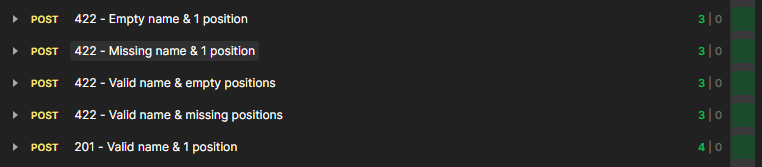 POST 422 - Empty name & 1 position 3 | 0
POST 422 - Missing name & 1 position 3 | 0
POST 422 - Valid name & empty positions 3 | 0
POST 422 - Valid name & missing positions 3 | 0
POST 201 - Valid name & 1 position 4 | 0